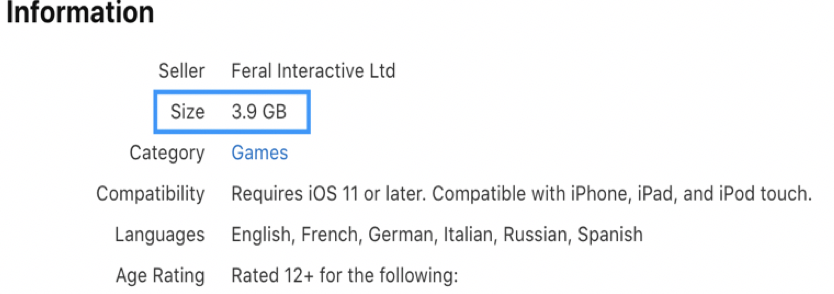 Information
Seller Feral Interactive Ltd
Size 3.9 GB
Category Games
Compatibility Requires iOS 11 or later. Compatible with iPhone, iPad, and iPod touch.
Languages English, French, German, Italian, Russian, Spanish
Age Rating Rated 12+ for the following: